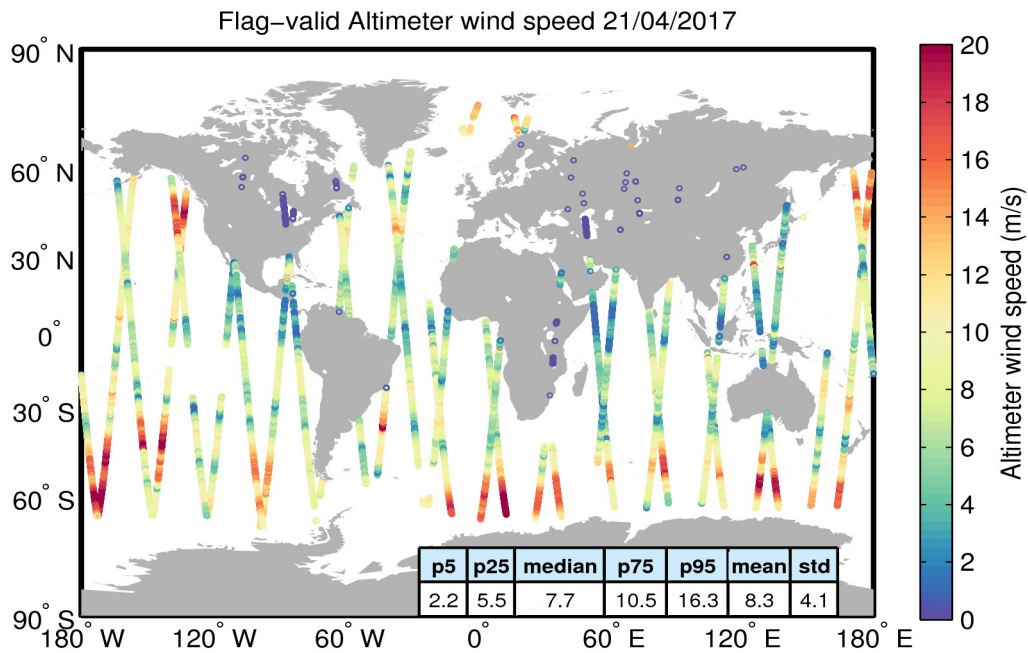 Flag−valid Altimeter wind speed 21/04/2017
90° N
60° N
30° N
0°
30° S
60° S
90° S
180° W
120° W
60° W
0°
60° E
120° E
180° E
p5 p25 median p75 p95 mean std
2.2 5.5 7.7 10.5 16.3 8.3 4.1
20
18
16
14
12
10
8
6
4
2
0
Altimeter wind speed (m/s)